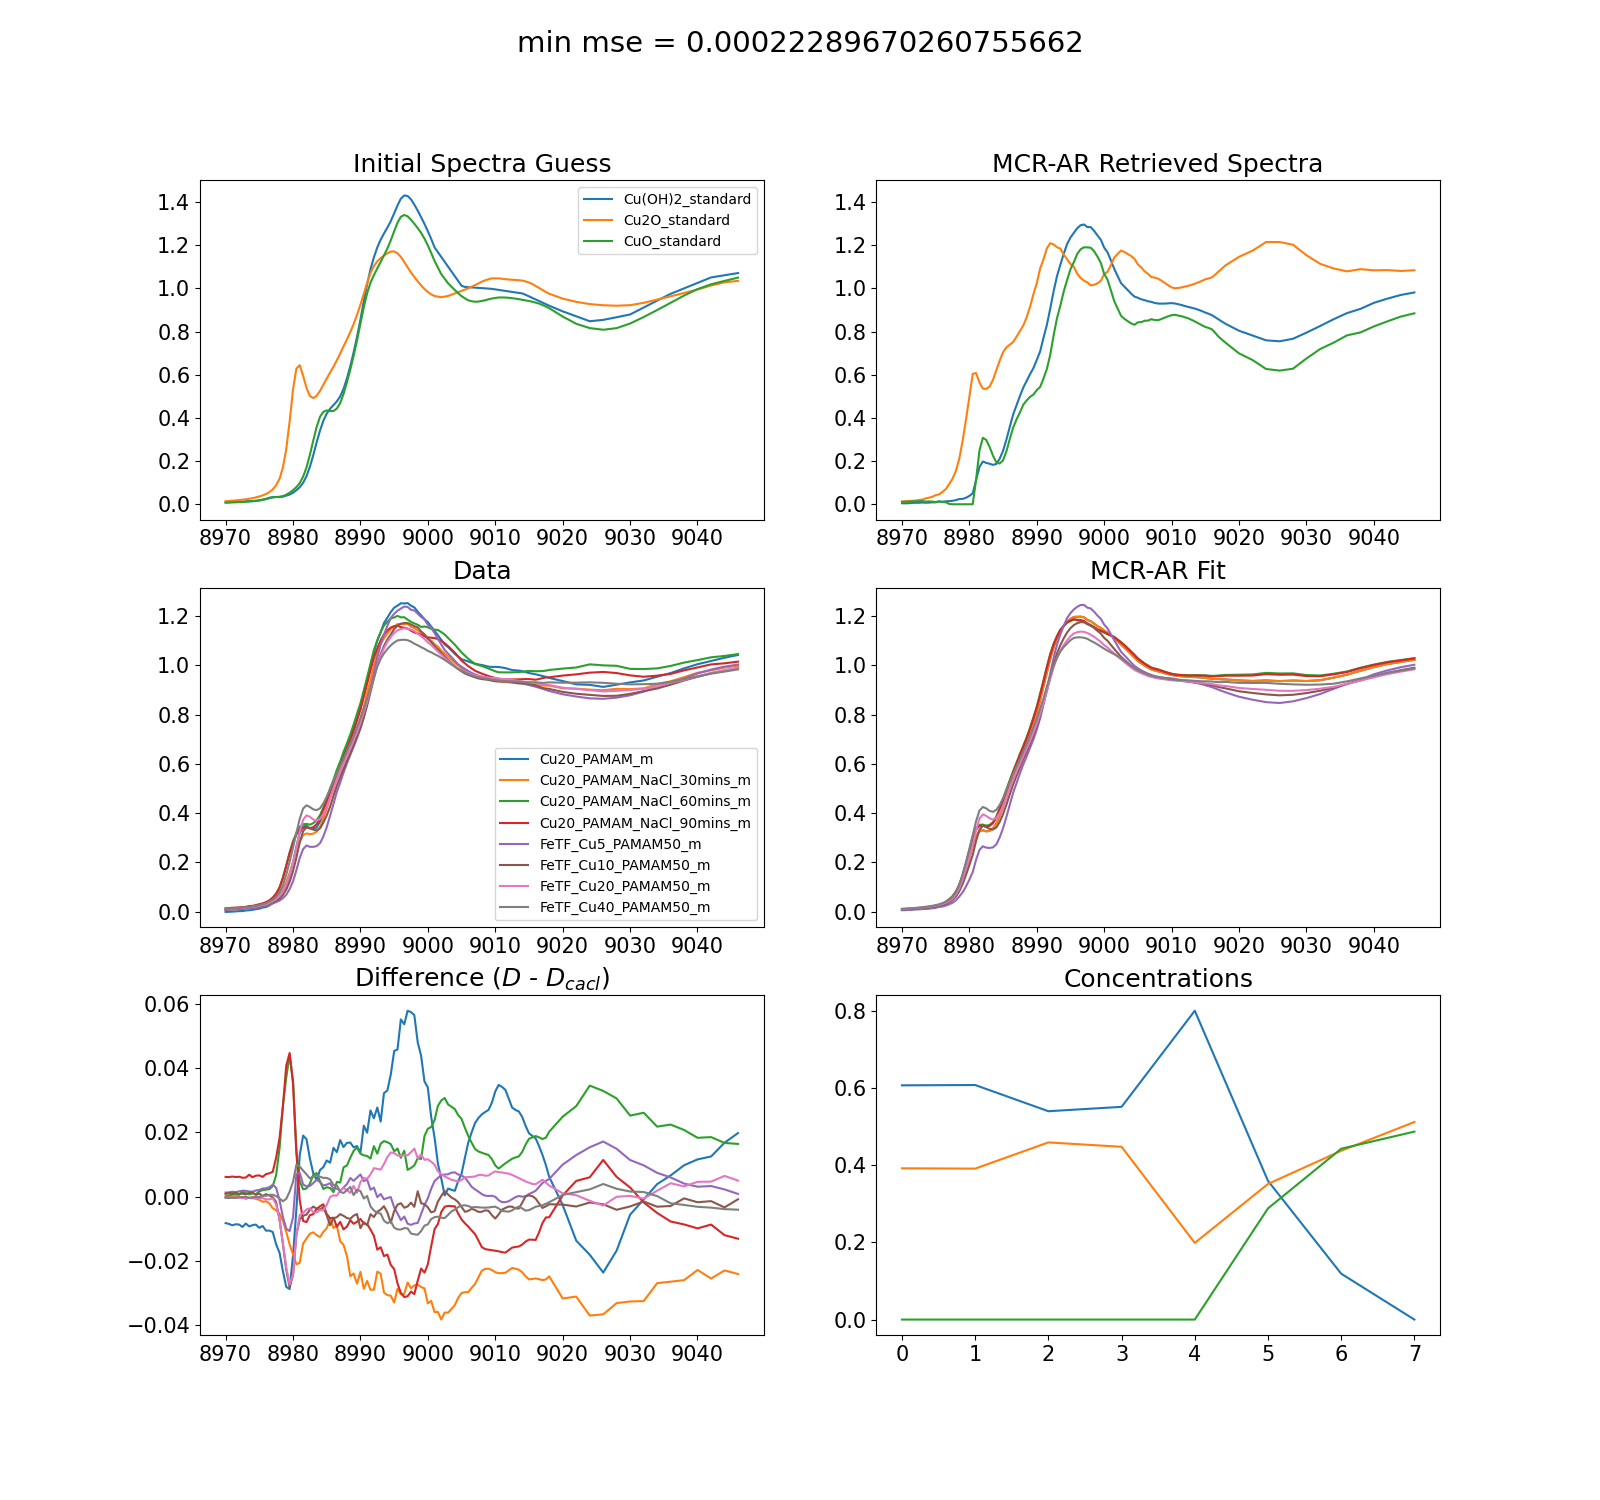 min mse = 0.00022289670260755662
Initial Spectra Guess
1.4
1.2
1.0
0.8
0.6
0.4
0.2
0.0
Cu(OH)2_standard
Cu2O_standard
CuO_standard
8970 8980 8990 9000 9010 9020 9030 9040
MCR-AR Retrieved Spectra
1.4
1.2
1.0
0.8
0.6
0.4
0.2
0.0
8970 8980 8990 9000 9010 9020 9030 9040
Data
1.2
1.0
0.8
0.6
0.4
0.2
0.0
Cu20_PAMAM_m
Cu20_PAMAM_NaCl_30mins_m
Cu20_PAMAM_NaCl_60mins_m
Cu20_PAMAM_NaCl_90mins_m
FeTF_Cu5_PAMAM50_m
FeTF_Cu10_PAMAM50_m
FeTF_Cu20_PAMAM50_m
FeTF_Cu40_PAMAM50_m
8970 8980 8990 9000 9010 9020 9030 9040
MCR-AR Fit
1.2
1.0
0.8
0.6
0.4
0.2
0.0
8970 8980 8990 9000 9010 9020 9030 9040
Difference (D - D_cacl)
0.06
0.04
0.02
0.00
−0.02
−0.04
8970 8980 8990 9000 9010 9020 9030 9040
Concentrations
0.8
0.6
0.4
0.2
0.0
0 1 2 3 4 5 6 7